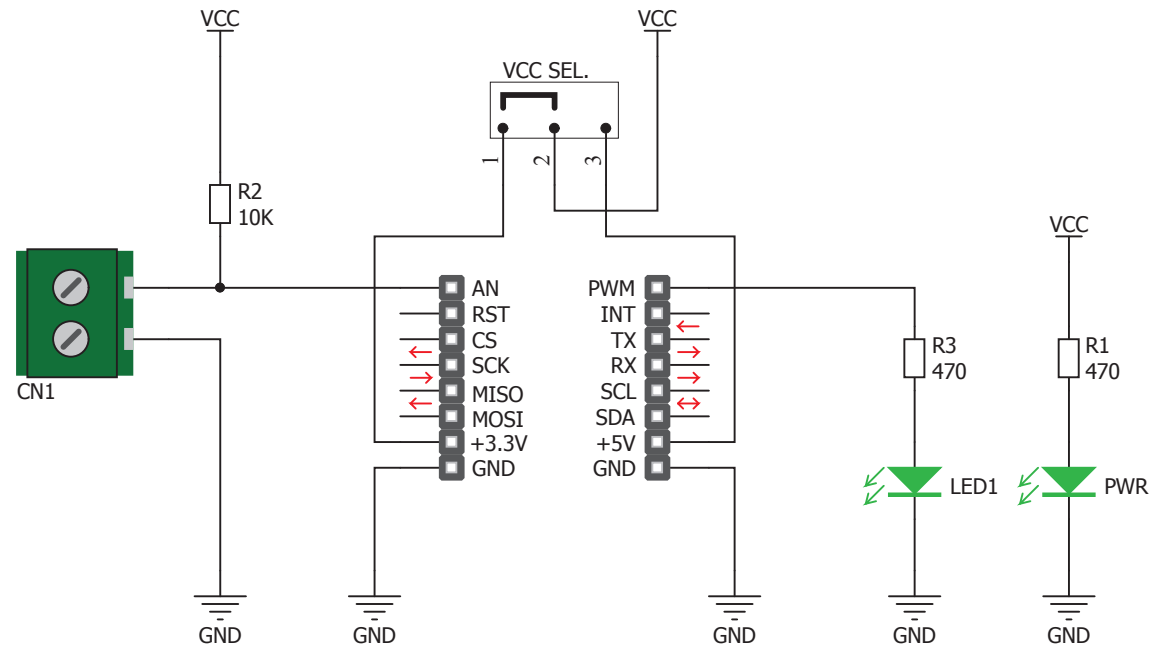 VCC
VCC
VCC SEL.
1
2
3
R2
10K
VCC
CN1
AN
RST
CS
SCK
MISO
MOSI
+3.3V
GND
PWM
INT
TX
RX
SCL
SDA
+5V
GND
R3
470
R1
470
LED1
PWR
GND
GND
GND
GND
GND